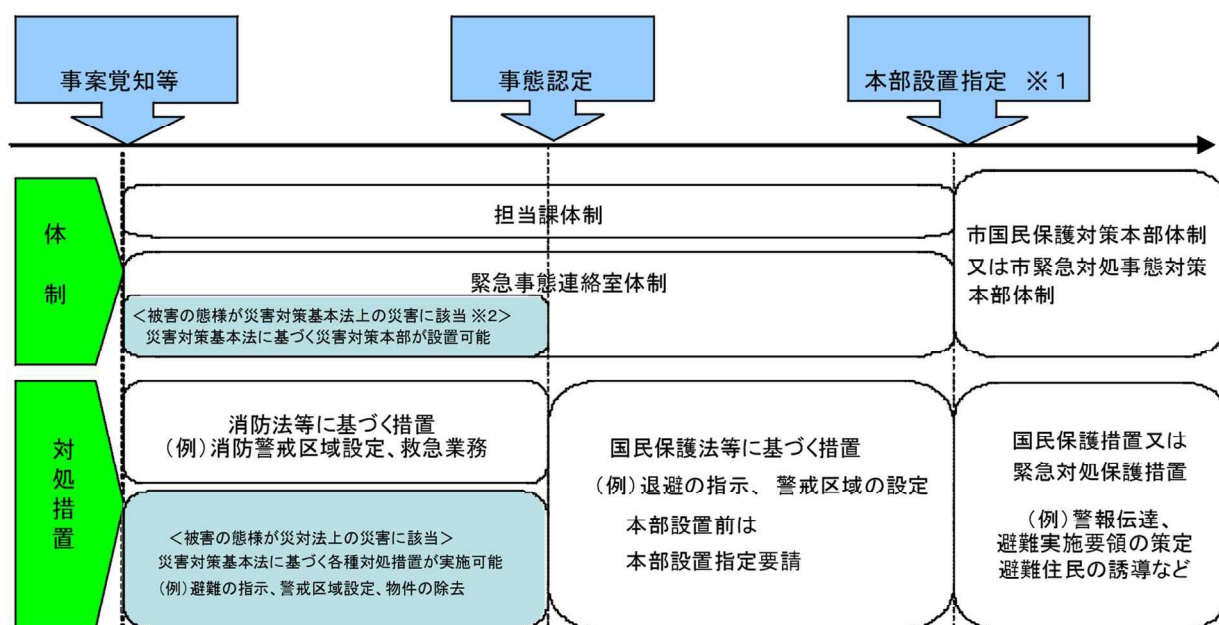 事案覚知等
事態認定
本部設置指定 ※1
体制
担当課体制
緊急事態連絡室体制
<被害の態様が災害対策基本法上の災害に該当 ※2>
災害対策基本法に基づく災害対策本部が設置可能
市国民保護対策本部体制
又は市緊急対処事態対策
本部体制
対処措置
消防法等に基づく措置
(例)消防警戒区域設定、救急業務
<被害の態様が災対法上の災害に該当>
災害対策基本法に基づく各種対処措置が実施可能
(例)避難の指示、警戒区域設定、物件の除去
国民保護法等に基づく措置
(例)退避の指示、警戒区域の設定
本部設置前は
本部設置指定要請
国民保護措置又は
緊急対処保護措置
(例)警報伝達、
避難実施要領の策定
避難住民の誘導など